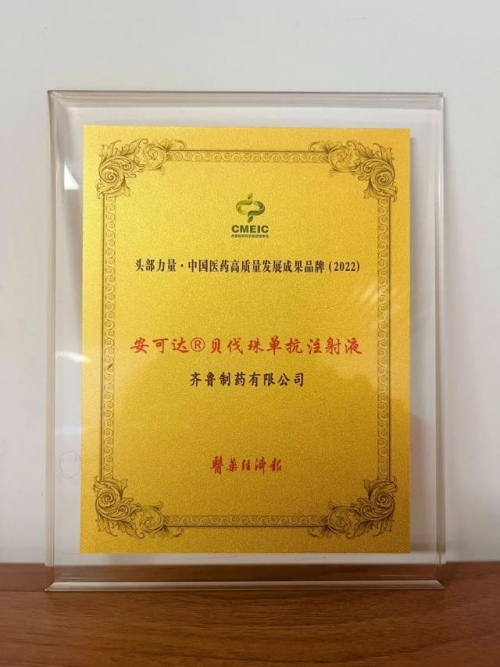 CMEIC
头部力量·中国医药高质量发展成果品牌(2022)
安可达®贝伐珠单抗注射液
齐鲁制药有限公司
醫藥经濟報